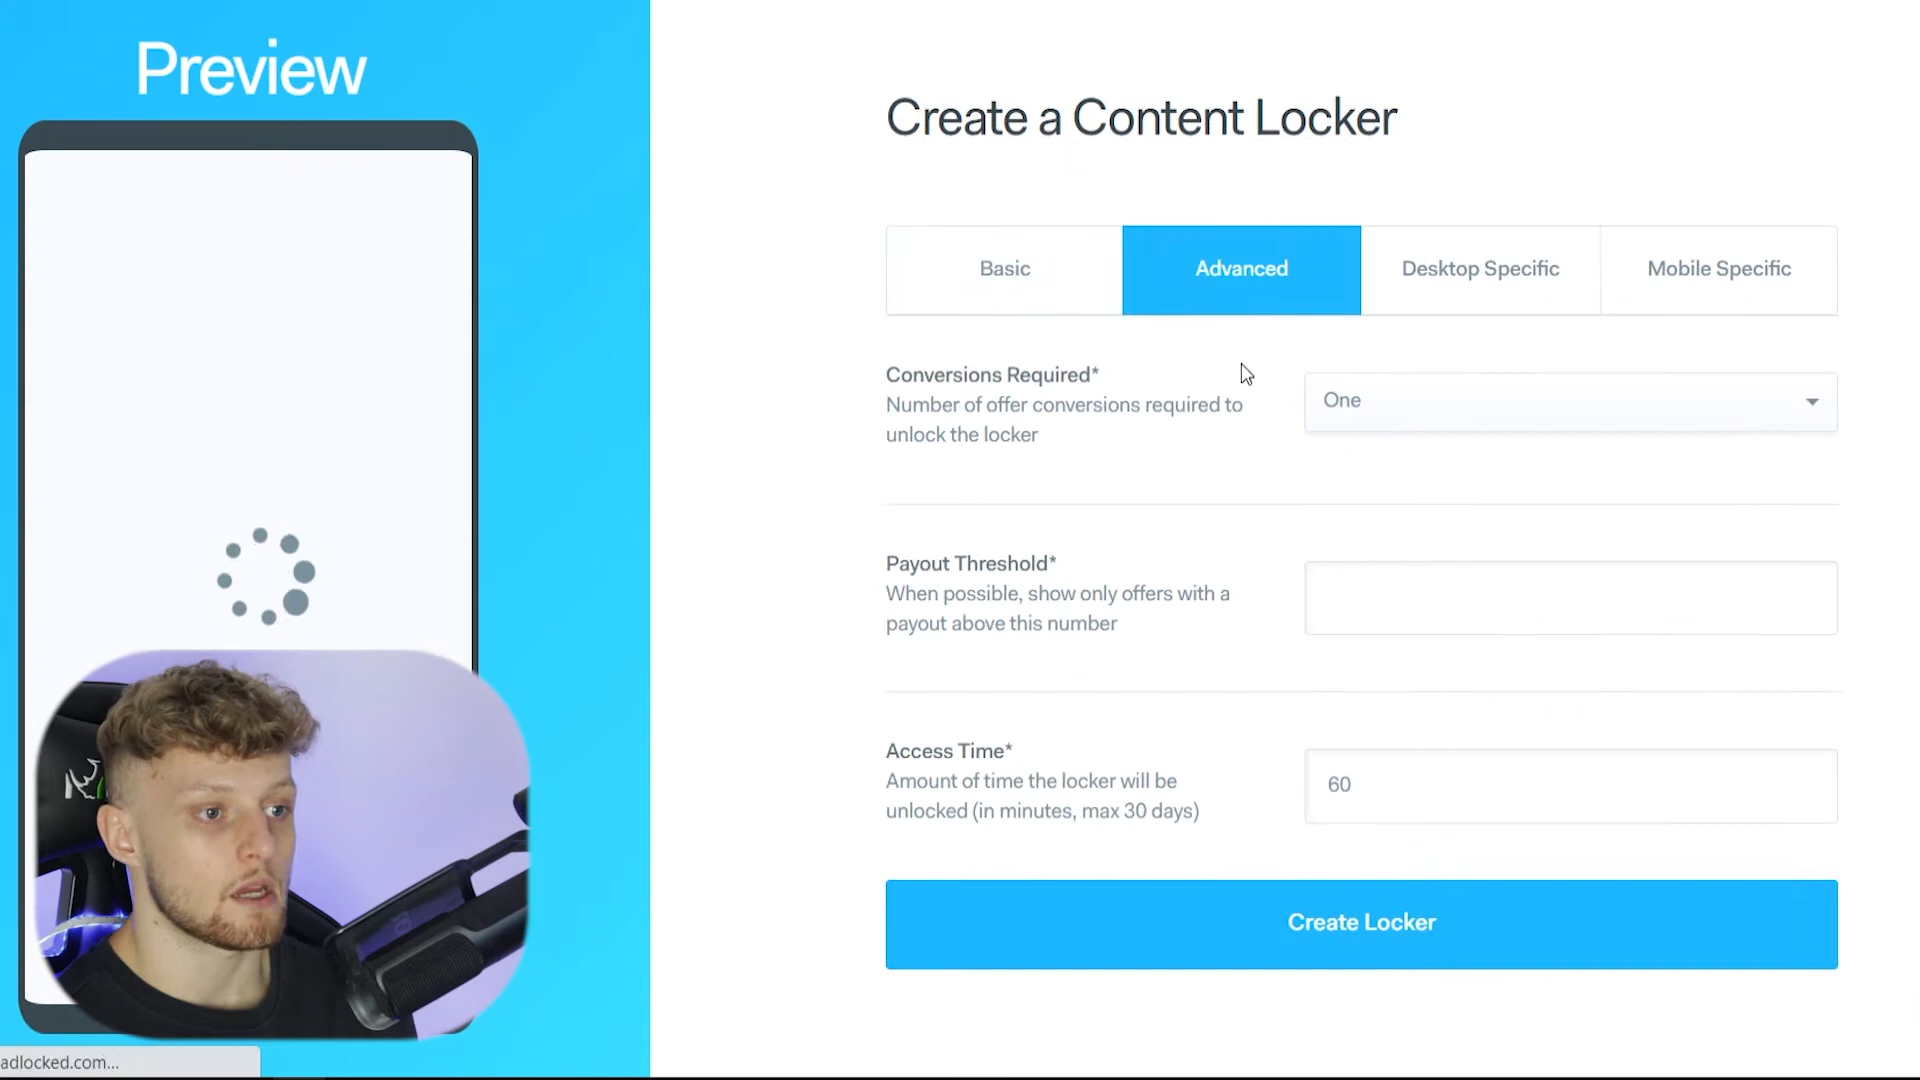 Preview
Create a Content Locker
Basic
Advanced
Desktop Specific
Mobile Specific
Conversions Required*
Number of offer conversions required to
unlock the locker
One
Payout Threshold*
When possible, show only offers with a
payout above this number
Access Time*
Amount of time the locker will be
unlocked (in minutes, max 30 days)
60
Create Locker
adlocked.com...